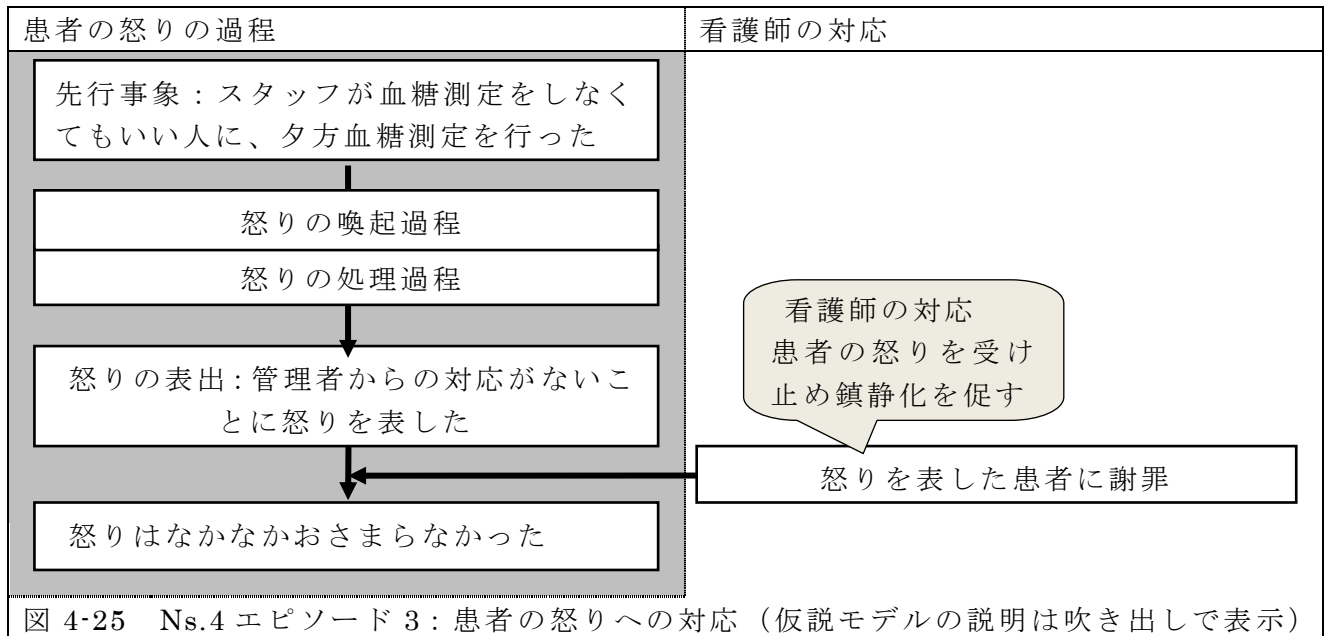 患者の怒りの過程
看護師の対応
先行事象：スタッフが血糖測定をしなく
てもいい人に、夕方血糖測定を行った
怒りの喚起過程
怒りの処理過程
看護師の対応
患者の怒りを受け
止め鎮静化を促す
怒りの表出：管理者からの対応がないこ
とに怒りを表した
怒りを表した患者に謝罪
怒りはなかなかおさまらなかった
図 4-25　Ns.4 エピソード 3：患者の怒りへの対応（仮説モデルの説明は吹き出しで表示）